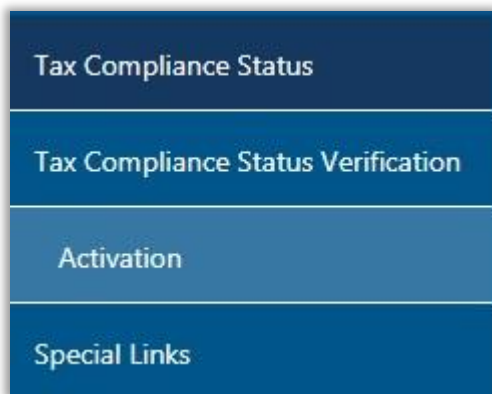 Tax Compliance Status
Tax Compliance Status Verification
Activation
Special Links